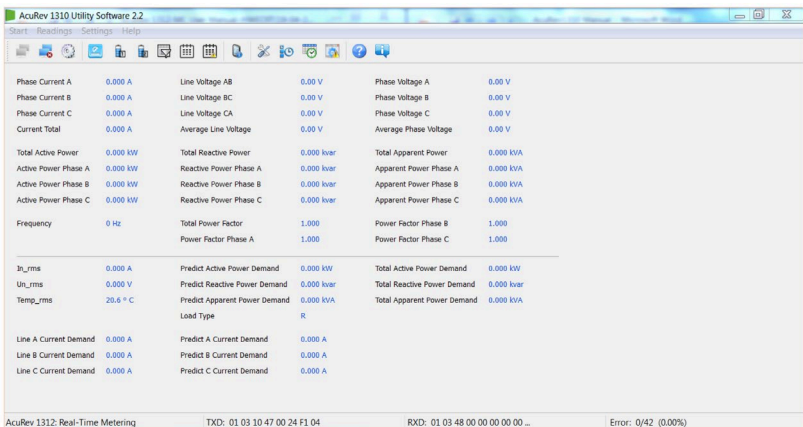 AcuRev 1310 Utility Software 2.2
Start Readings Settings Help
Phase Current A 0.000 A Line Voltage AB 0.00 V Phase Voltage A 0.00 V
Phase Current B 0.000 A Line Voltage BC 0.00 V Phase Voltage B 0.00 V
Phase Current C 0.000 A Line Voltage CA 0.00 V Phase Voltage C 0.00 V
Current Total 0.000 A Average Line Voltage 0.00 V Average Phase Voltage 0.00 V
Total Active Power 0.000 kW Total Reactive Power 0.000 kvar Total Apparent Power 0.000 kVA
Active Power Phase A 0.000 kW Reactive Power Phase A 0.000 kvar Apparent Power Phase A 0.000 kVA
Active Power Phase B 0.000 kW Reactive Power Phase B 0.000 kvar Apparent Power Phase B 0.000 kVA
Active Power Phase C 0.000 kW Reactive Power Phase C 0.000 kvar Apparent Power Phase C 0.000 kVA
Frequency 0 Hz Total Power Factor 1.000 Power Factor Phase B 1.000
Power Factor Phase A 1.000 Power Factor Phase C 1.000
In_rms 0.000 A Predict Active Power Demand 0.000 kW Total Active Power Demand 0.000 kW
Un_rms 0.000 V Predict Reactive Power Demand 0.000 kvar Total Reactive Power Demand 0.000 kvar
Temp_rms 20.6 ° C Predict Apparent Power Demand 0.000 kVA Total Apparent Power Demand 0.000 kVA
Load Type R
Line A Current Demand 0.000 A Predict A Current Demand 0.000 A
Line B Current Demand 0.000 A Predict B Current Demand 0.000 A
Line C Current Demand 0.000 A Predict C Current Demand 0.000 A
AcuRev 1312: Real-Time Metering TXD: 01 03 10 47 00 24 F1 04 RXD: 01 03 48 00 00 00 00 00 ... Error: 0/42 (0.00%)